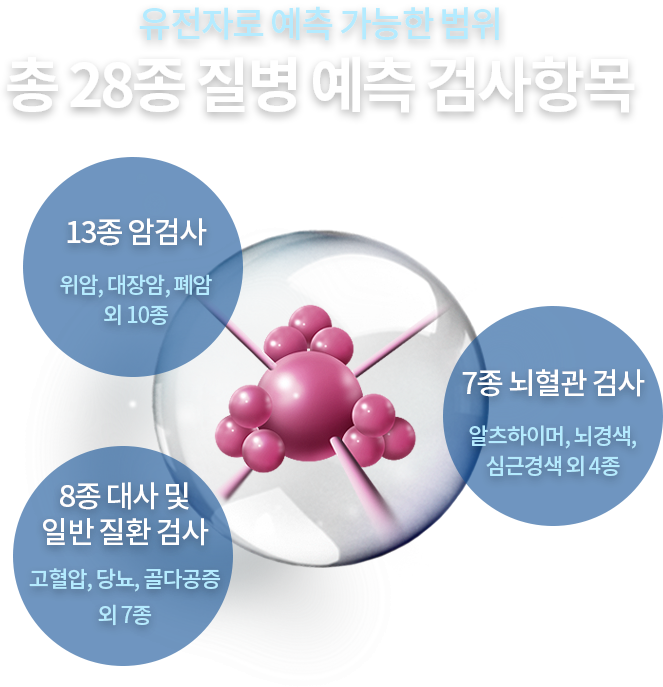 유전자로 예측 가능한 범위
총 28종 질병 예측 검사항목
13종 암검사
위암, 대장암, 폐암
외 10종
7종 뇌혈관 검사
알츠하이머, 뇌경색,
심근경색 외 4종
8종 대사 및
일반 질환 검사
고혈압, 당뇨, 골다공증
외 7종